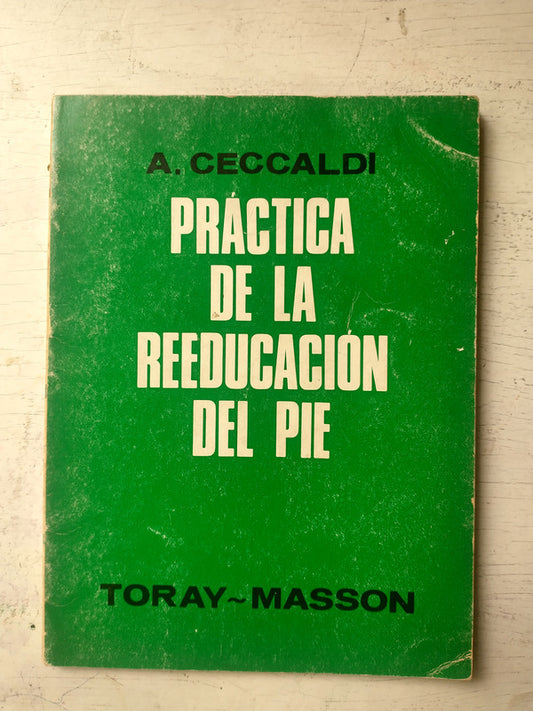 A. CECCALDI
PRÁCTICA
DE LA
REEDUCACIÓN
DEL PIE
TORAY~MASSON